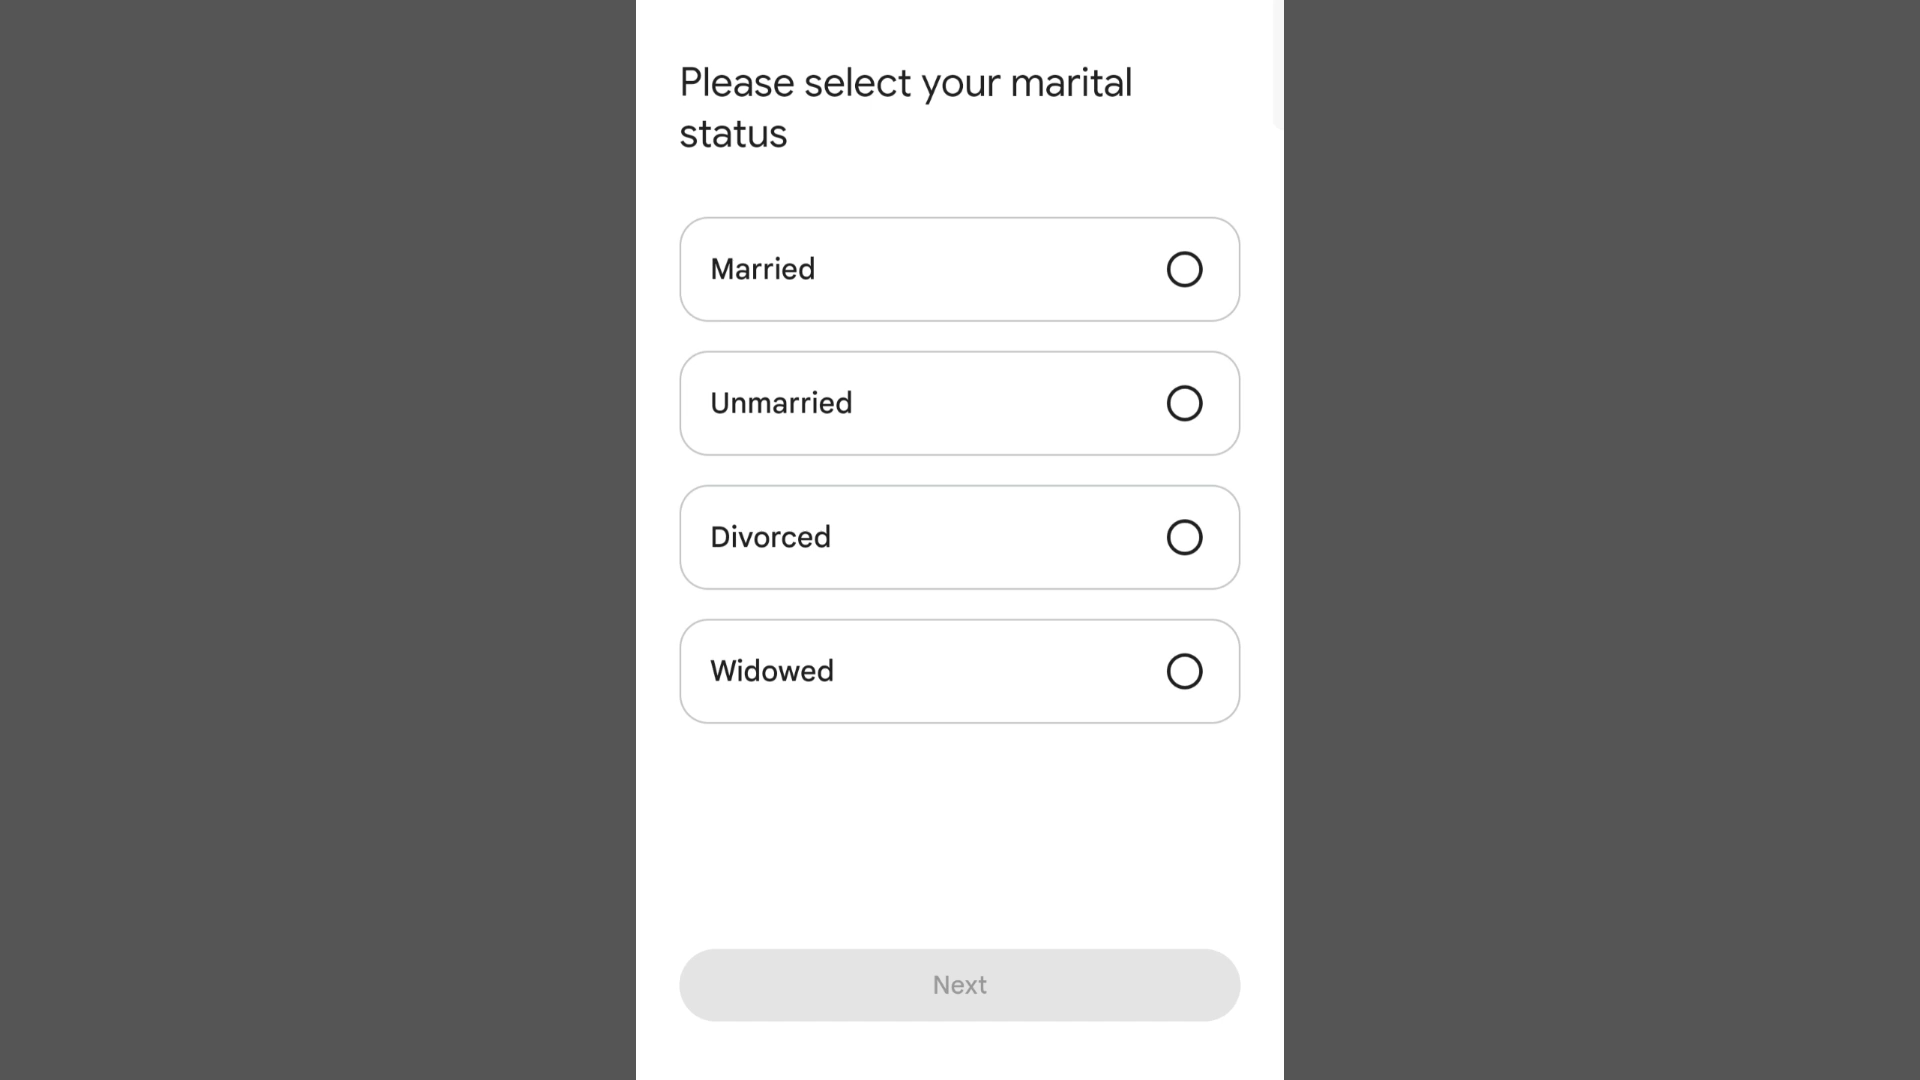 Please select your marital
status
Married
Unmarried
Divorced
Widowed
Next